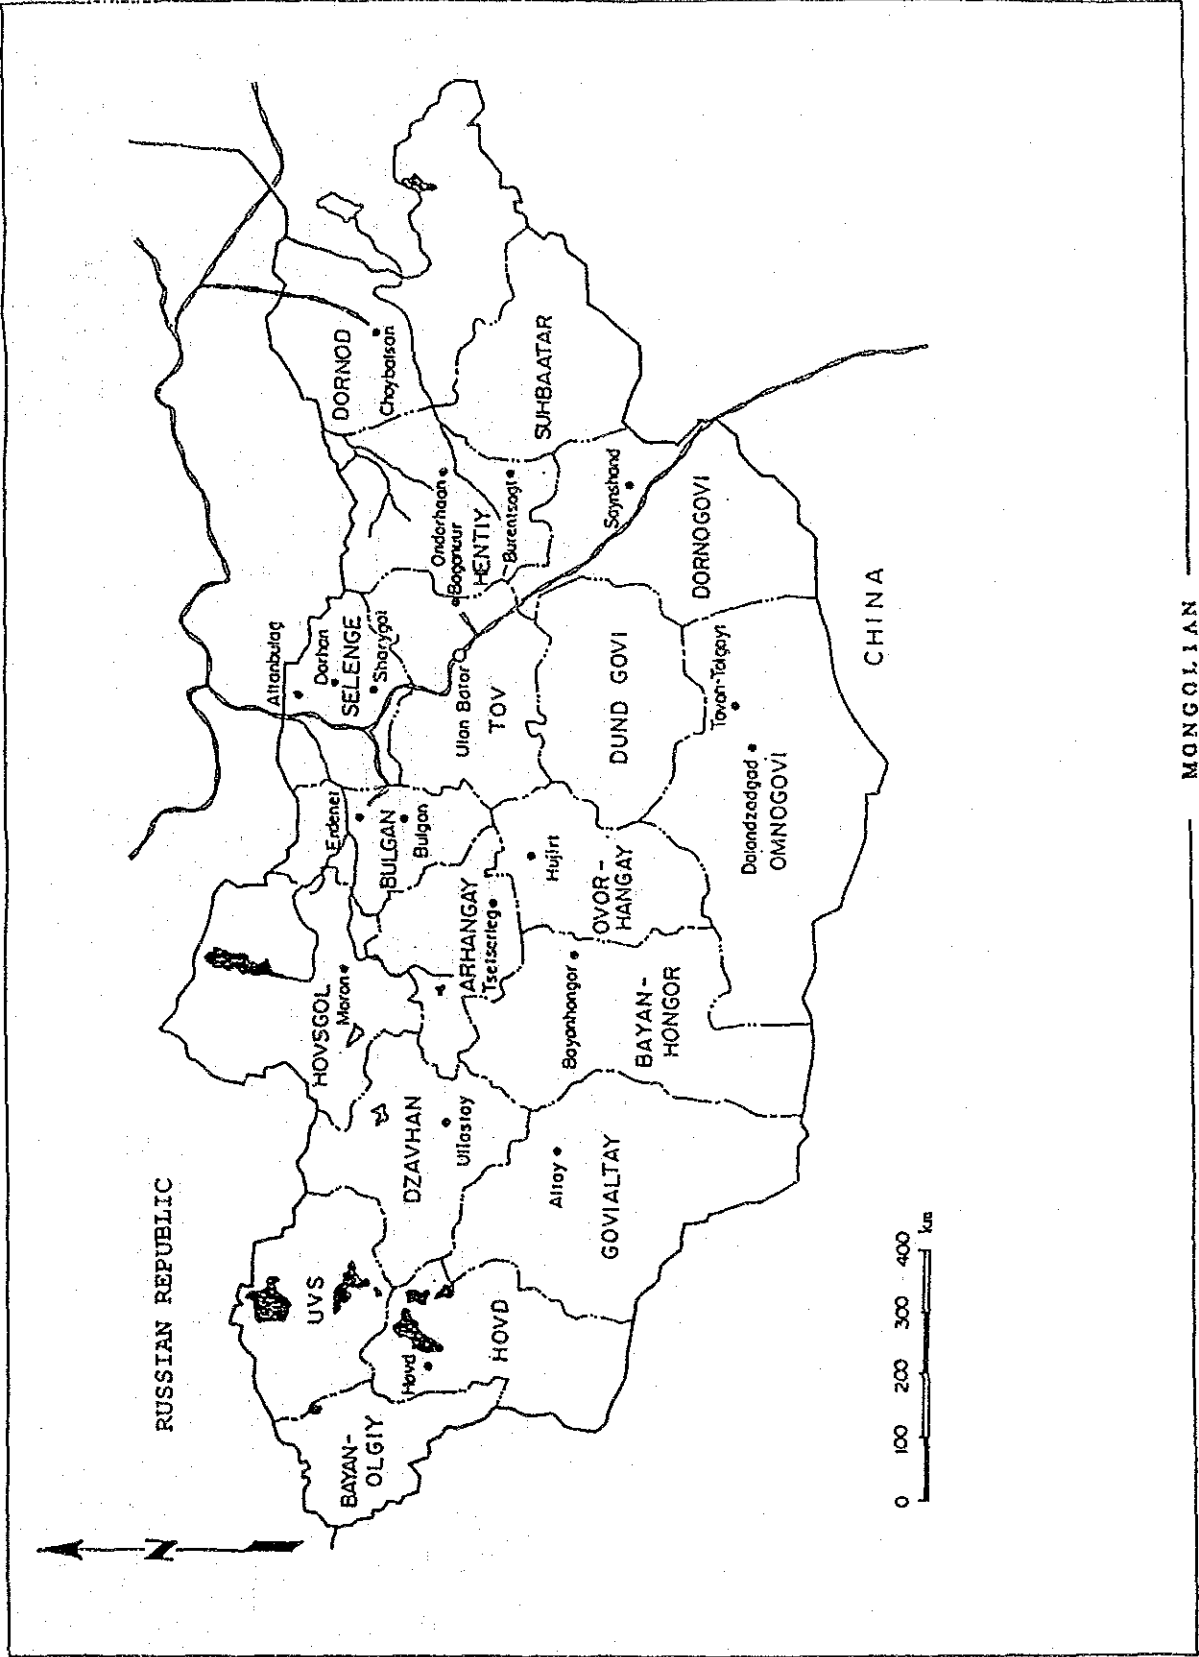 RUSSIAN REPUBLIC
N
BAYAN-
OLGIY
UVS
Hovd
HOVD
HOVSGOL
Moron
DZAVHAN
Uliastay
Altay
GOVIALTAY
ARHANGAY
Tsetserleg
Bayanhongor
BAYAN-
HONGOR
Erdenet
BULGAN
Bulgan
Hujirt
OVOR-
HANGAY
Altanbulag
Darhan
SELENGE
Sharygol
Ulan Bator
TOV
DUND GOVI
Tavan-Tolgayt
Dalandzadgad
OMNOGOVI
DORNOD
Choybalsan
Ondorhaan
Baganuur
HENTIY
Burentsogt
SUHBAATAR
Saynshand
DORNOGOVI
CHINA
0 100 200 300 400 km
MONGOLIAN